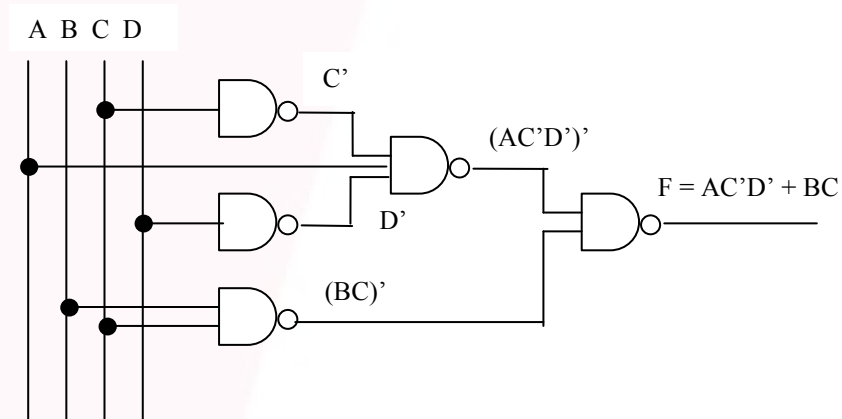 A B C D
C’
(AC’D’)’
F = AC’D’ + BC
D’
(BC)’